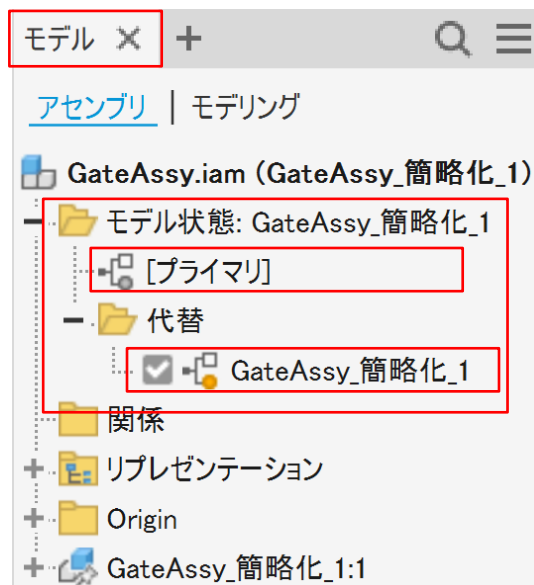 モデル × +
アセンブリ | モデリング
GateAssy.iam (GateAssy_簡略化_1)
モデル状態: GateAssy_簡略化_1
[プライマリ]
代替
GateAssy_簡略化_1
関係
リプレゼンテーション
Origin
GateAssy_簡略化_1:1